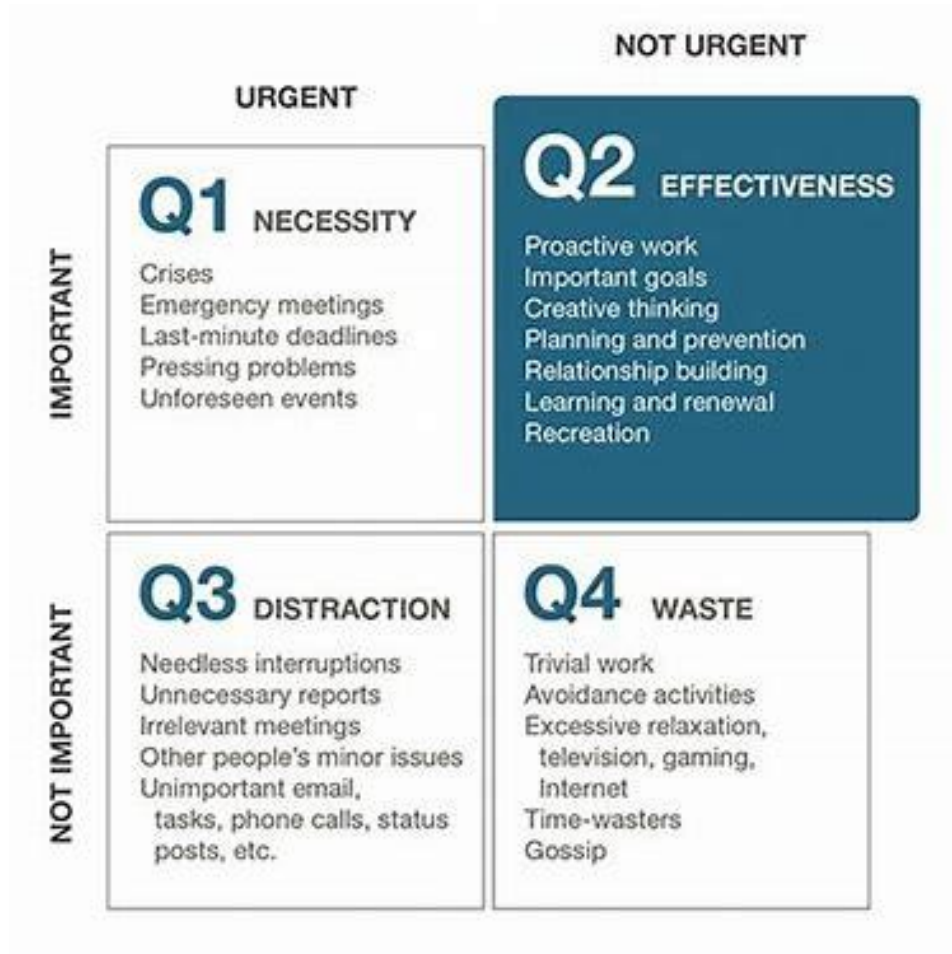 NOT URGENT
URGENT
IMPORTANT
Q1 NECESSITY
Crises
Emergency meetings
Last-minute deadlines
Pressing problems
Unforeseen events
Q2 EFFECTIVENESS
Proactive work
Important goals
Creative thinking
Planning and prevention
Relationship building
Learning and renewal
Recreation
NOT IMPORTANT
Q3 DISTRACTION
Needless interruptions
Unnecessary reports
Irrelevant meetings
Other people's minor issues
Unimportant email,
tasks, phone calls, status
posts, etc.
Q4 WASTE
Trivial work
Avoidance activities
Excessive relaxation,
television, gaming,
Internet
Time-wasters
Gossip